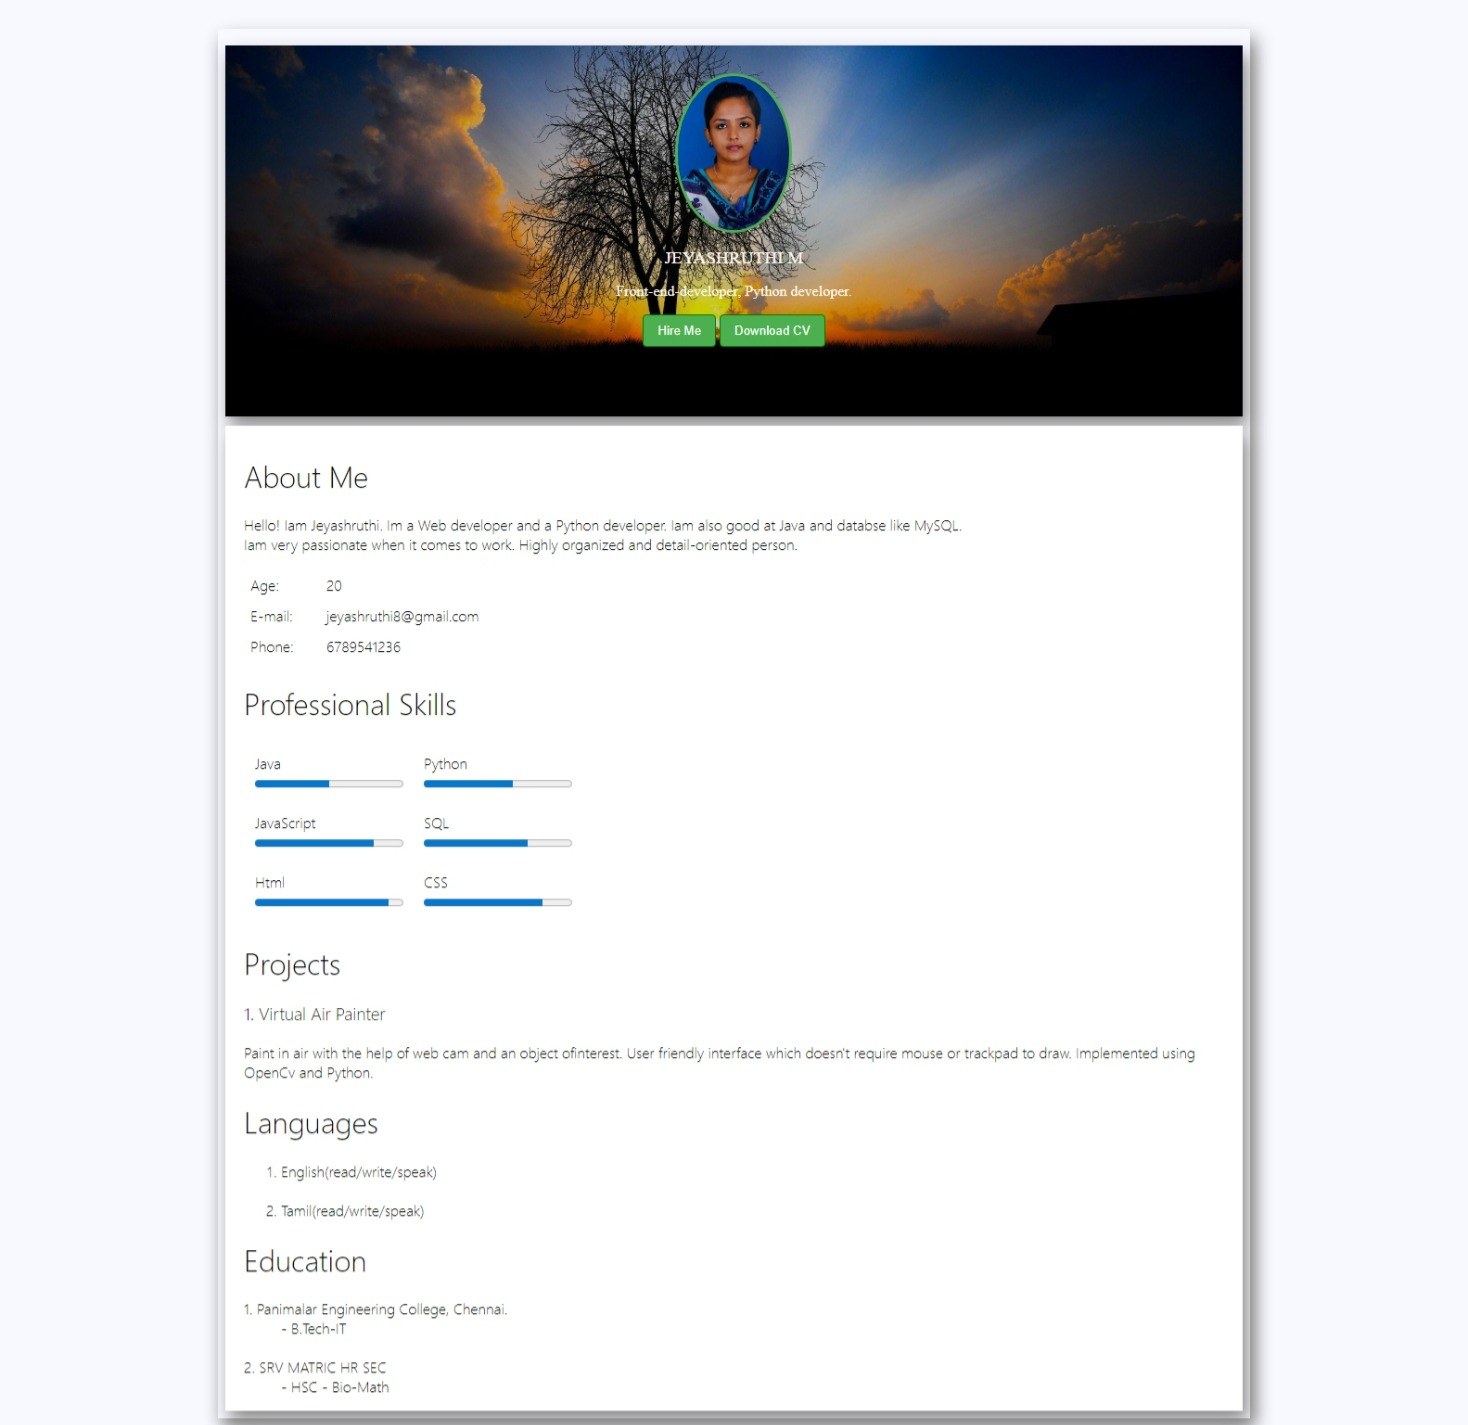 JEYASHRUTHI M
Front-end-developer, Python developer.
Hire Me Download CV
About Me
Hello! Iam Jeyashruthi. Im a Web developer and a Python developer. Iam also good at Java and databse like MySQL.
Iam very passionate when it comes to work. Highly organized and detail-oriented person.
Age: 20
E-mail: jeyashruthi8@gmail.com
Phone: 6789541236
Professional Skills
Java Python
JavaScript SQL
Html CSS
Projects
1. Virtual Air Painter
Paint in air with the help of web cam and an object ofinterest. User friendly interface which doesn't require mouse or trackpad to draw. Implemented using
OpenCv and Python.
Languages
1. English(read/write/speak)
2. Tamil(read/write/speak)
Education
1. Panimalar Engineering College, Chennai.
- B.Tech-IT
2. SRV MATRIC HR SEC
- HSC - Bio-Math